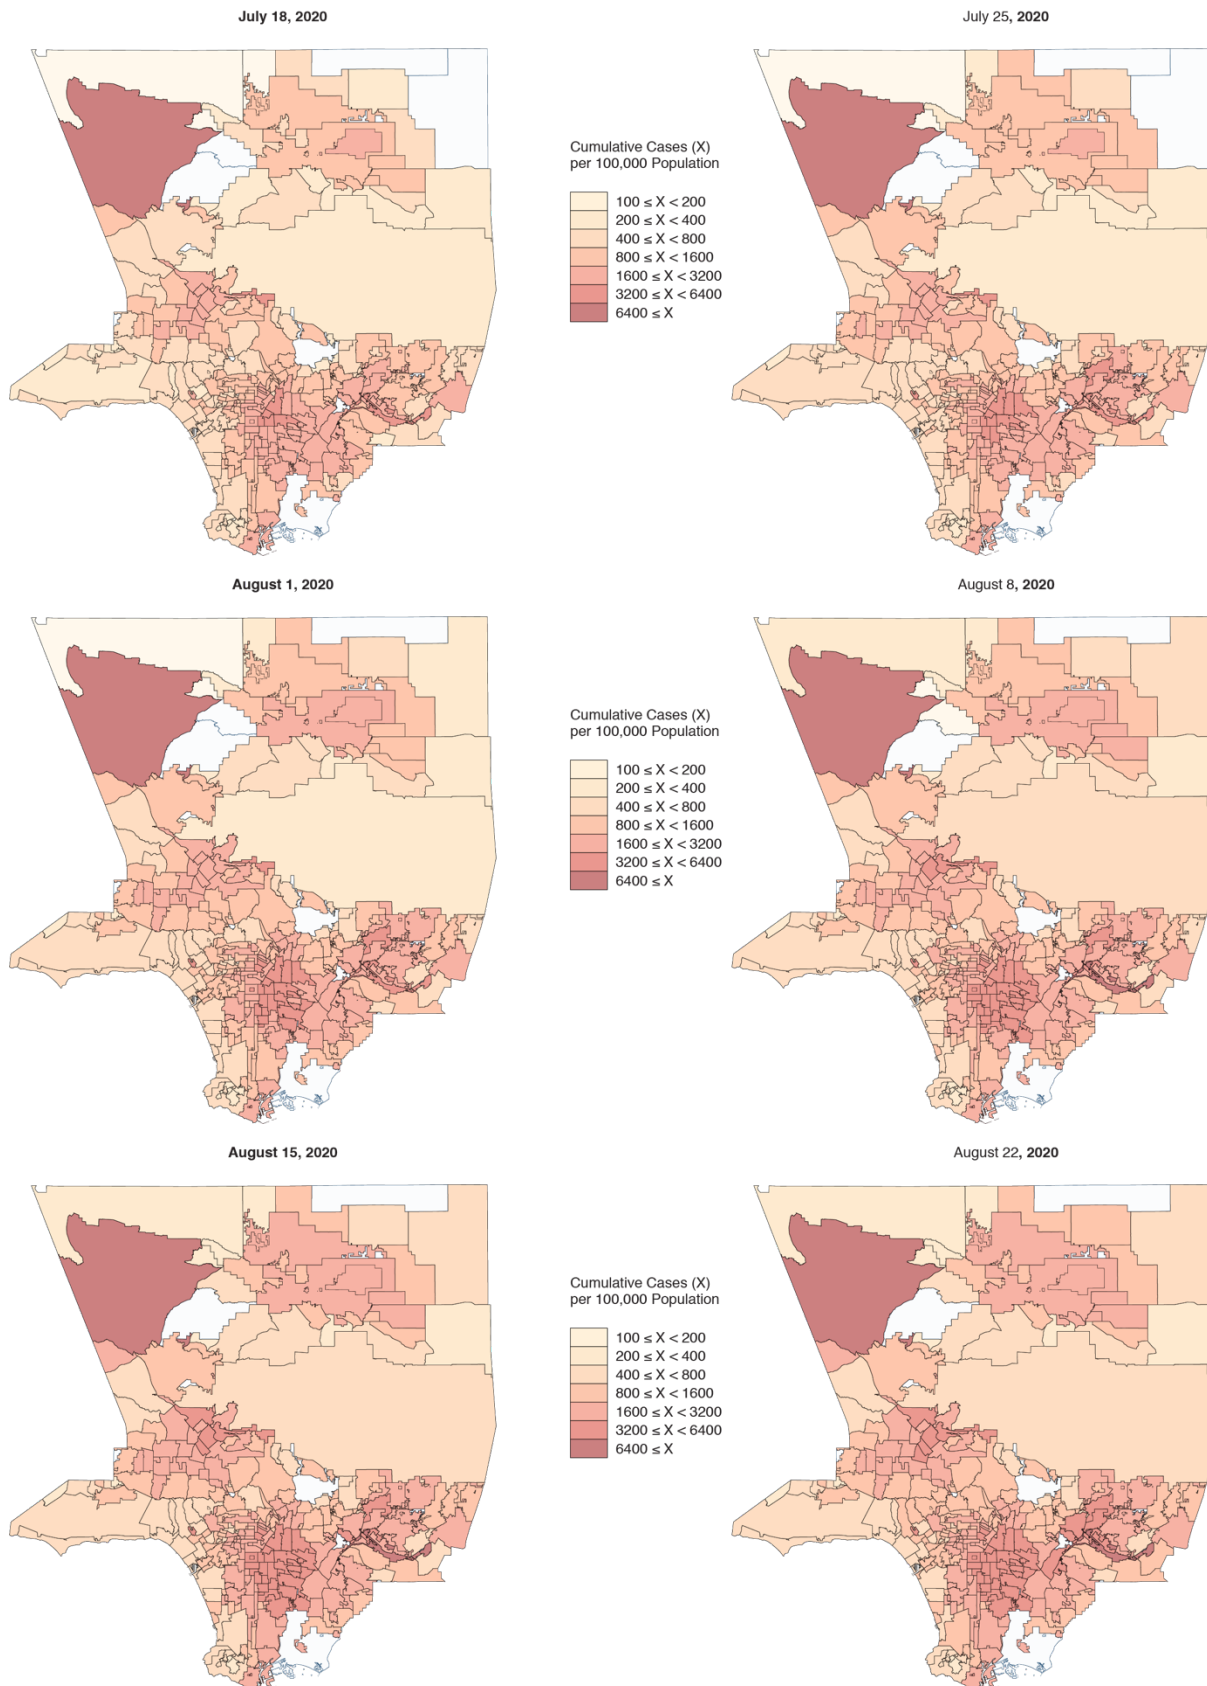 July 18, 2020
July 25, 2020
Cumulative Cases (X)
per 100,000 Population
100 ≤ X < 200
200 ≤ X < 400
400 ≤ X < 800
800 ≤ X < 1600
1600 ≤ X < 3200
3200 ≤ X < 6400
6400 ≤ X
August 1, 2020
August 8, 2020
Cumulative Cases (X)
per 100,000 Population
100 ≤ X < 200
200 ≤ X < 400
400 ≤ X < 800
800 ≤ X < 1600
1600 ≤ X < 3200
3200 ≤ X < 6400
6400 ≤ X
August 15, 2020
August 22, 2020
Cumulative Cases (X)
per 100,000 Population
100 ≤ X < 200
200 ≤ X < 400
400 ≤ X < 800
800 ≤ X < 1600
1600 ≤ X < 3200
3200 ≤ X < 6400
6400 ≤ X